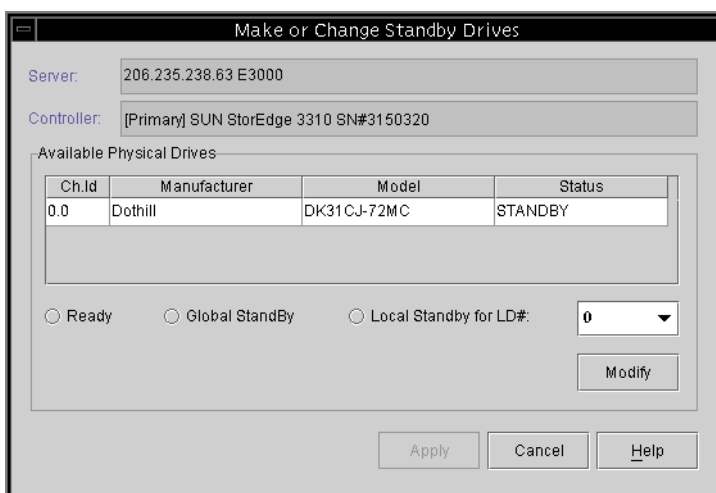 Make or Change Standby Drives
Server: 206.235.238.63 E3000
Controller: [Primary] SUN StorEdge 3310 SN#3150320
Available Physical Drives
Ch.Id Manufacturer Model Status
0.0 Dothill DK31CJ-72MC STANDBY
Ready Global StandBy Local Standby for LD#: 0
Modify
Apply Cancel Help